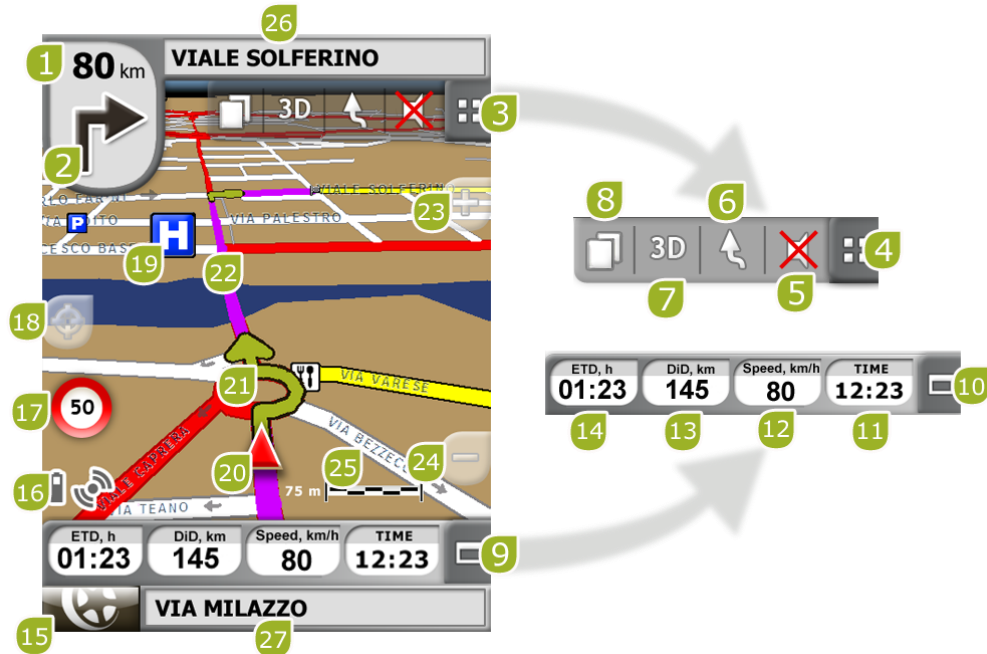 26
VIALE SOLFERINO
1
80 km
3D
3
2
VIALE SOLFERINO
23
P
H
VIA PALESTRO
19
22
18
8
6
3D
4
7
5
21
VIA VARESE
17
50
VIALE CAPRERA
VIA BEZZECC
20
25
24
75 m
16
VIA TEANO
ETD, h
01:23
DiD, km
145
Speed, km/h
80
TIME
12:23
9
ETD, h
01:23
DiD, km
145
Speed, km/h
80
TIME
12:23
10
14
13
12
11
15
VIA MILAZZO
27